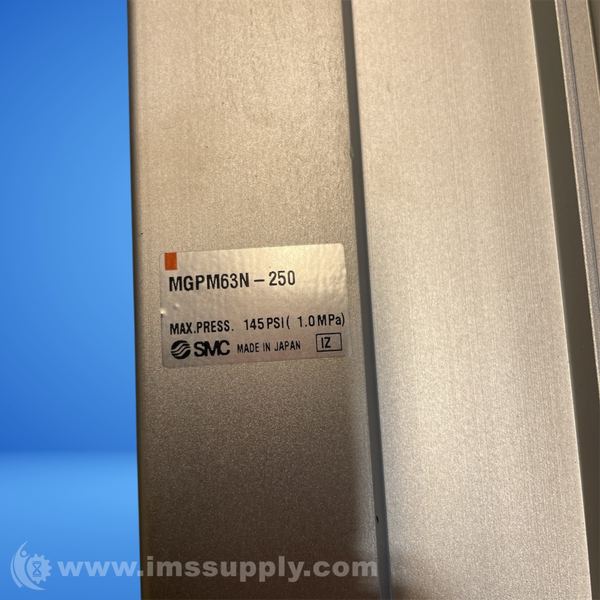 MGPM63N-250
MAX.PRESS. 145PSI( 1.0MPa)
SMC MADE IN JAPAN IZ
www.imssupply.com